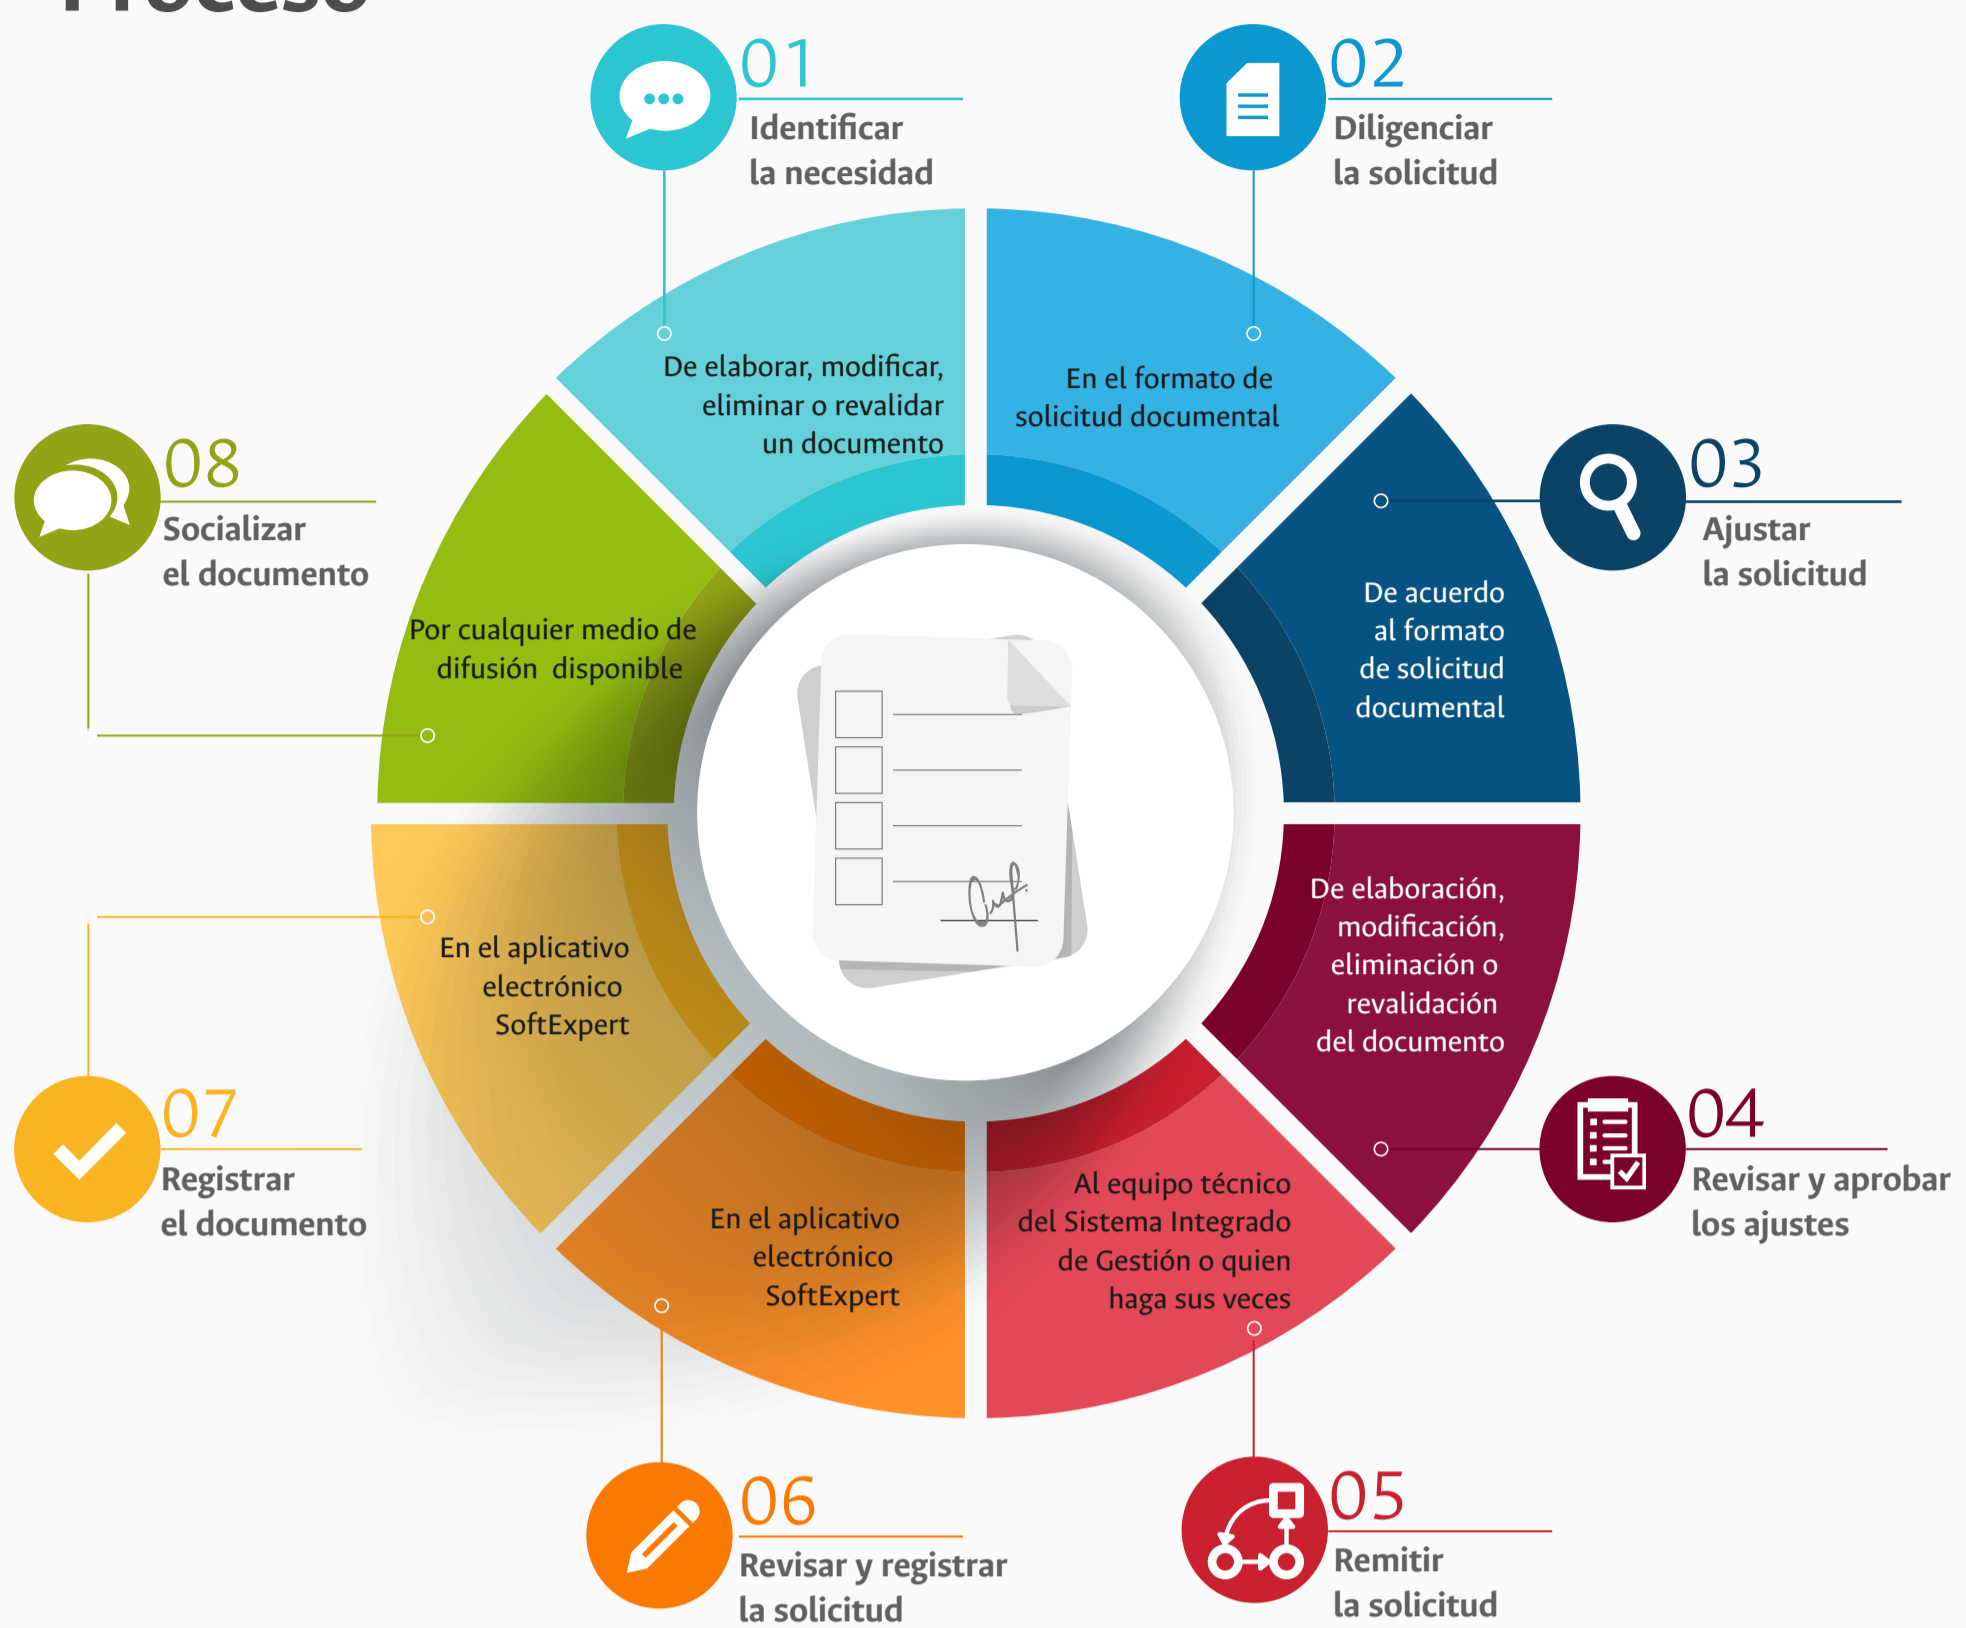 Proceso
01
Identificar
la necesidad
De elaborar, modificar,
eliminar o revalidar
un documento
02
Diligenciar
la solicitud
En el formato de
solicitud documental
03
Ajustar
la solicitud
De acuerdo
al formato
de solicitud
documental
04
Revisar y aprobar
los ajustes
De elaboración,
modificación,
eliminación o
revalidación
del documento
05
Remitir
la solicitud
Al equipo técnico
del Sistema Integrado
de Gestión o quien
haga sus veces
06
Revisar y registrar
la solicitud
En el aplicativo
electrónico
SoftExpert
07
Registrar
el documento
En el aplicativo
electrónico
SoftExpert
08
Socializar
el documento
Por cualquier medio de
difusión disponible